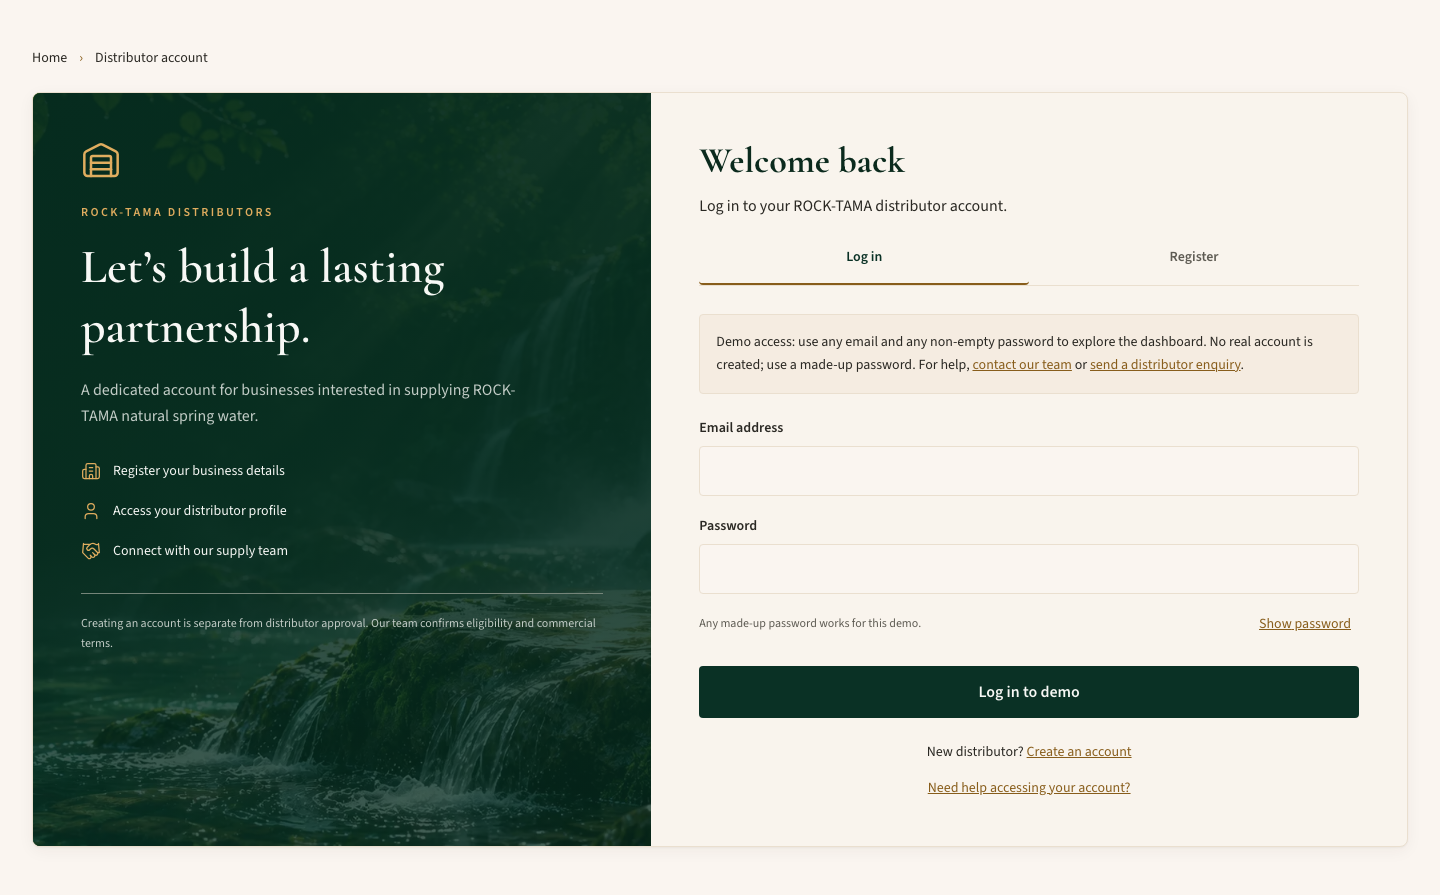 Home › Distributor account
ROCK-TAMA DISTRIBUTORS
Let’s build a lasting
partnership.
A dedicated account for businesses interested in supplying ROCK-
TAMA natural spring water.
Register your business details
Access your distributor profile
Connect with our supply team
Creating an account is separate from distributor approval. Our team confirms eligibility and commercial
terms.
Welcome back
Log in to your ROCK-TAMA distributor account.
Log in
Register
Demo access: use any email and any non-empty password to explore the dashboard. No real account is
created; use a made-up password. For help, contact our team or send a distributor enquiry.
Email address
Password
Any made-up password works for this demo.
Show password
Log in to demo
New distributor? Create an account
Need help accessing your account?